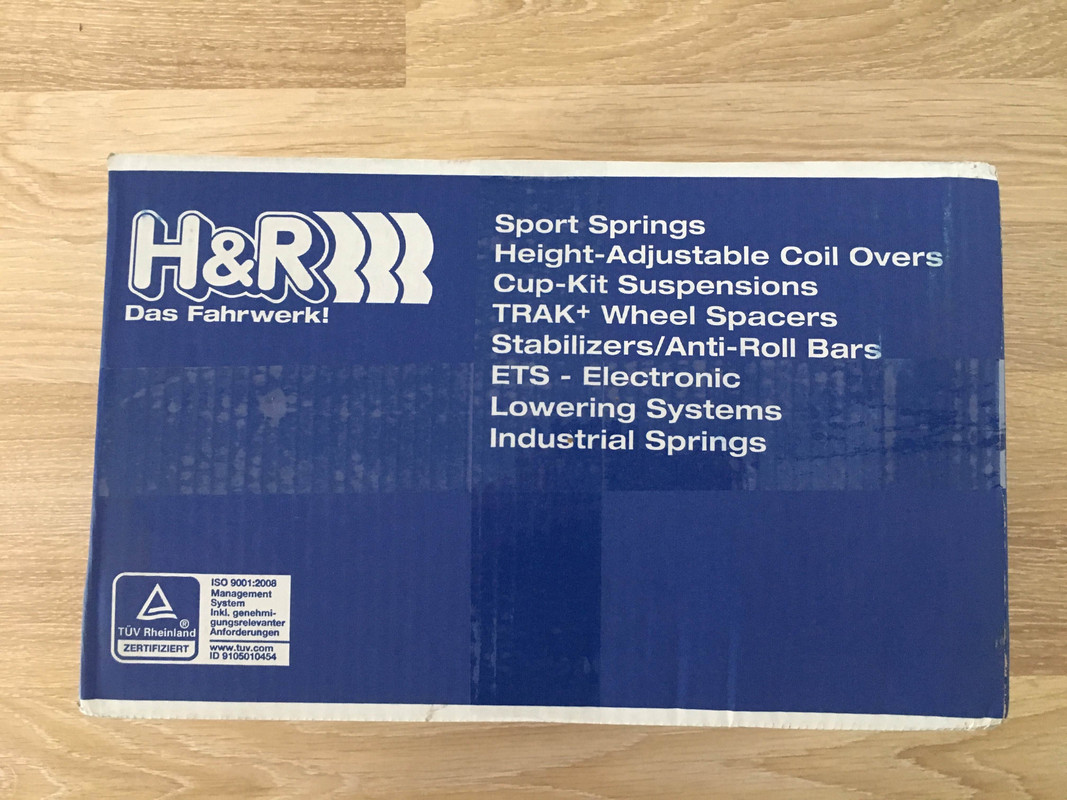 H&R
Das Fahrwerk!
Sport Springs
Height-Adjustable Coil Overs
Cup-Kit Suspensions
TRAK+ Wheel Spacers
Stabilizers/Anti-Roll Bars
ETS - Electronic
Lowering Systems
Industrial Springs
TÜV Rheinland®
ZERTIFIZIERT
ISO 9001:2008
Management
System
Inkl. genehmi-
gungsrelevanter
Anforderungen
www.tuv.com
ID 9105010454